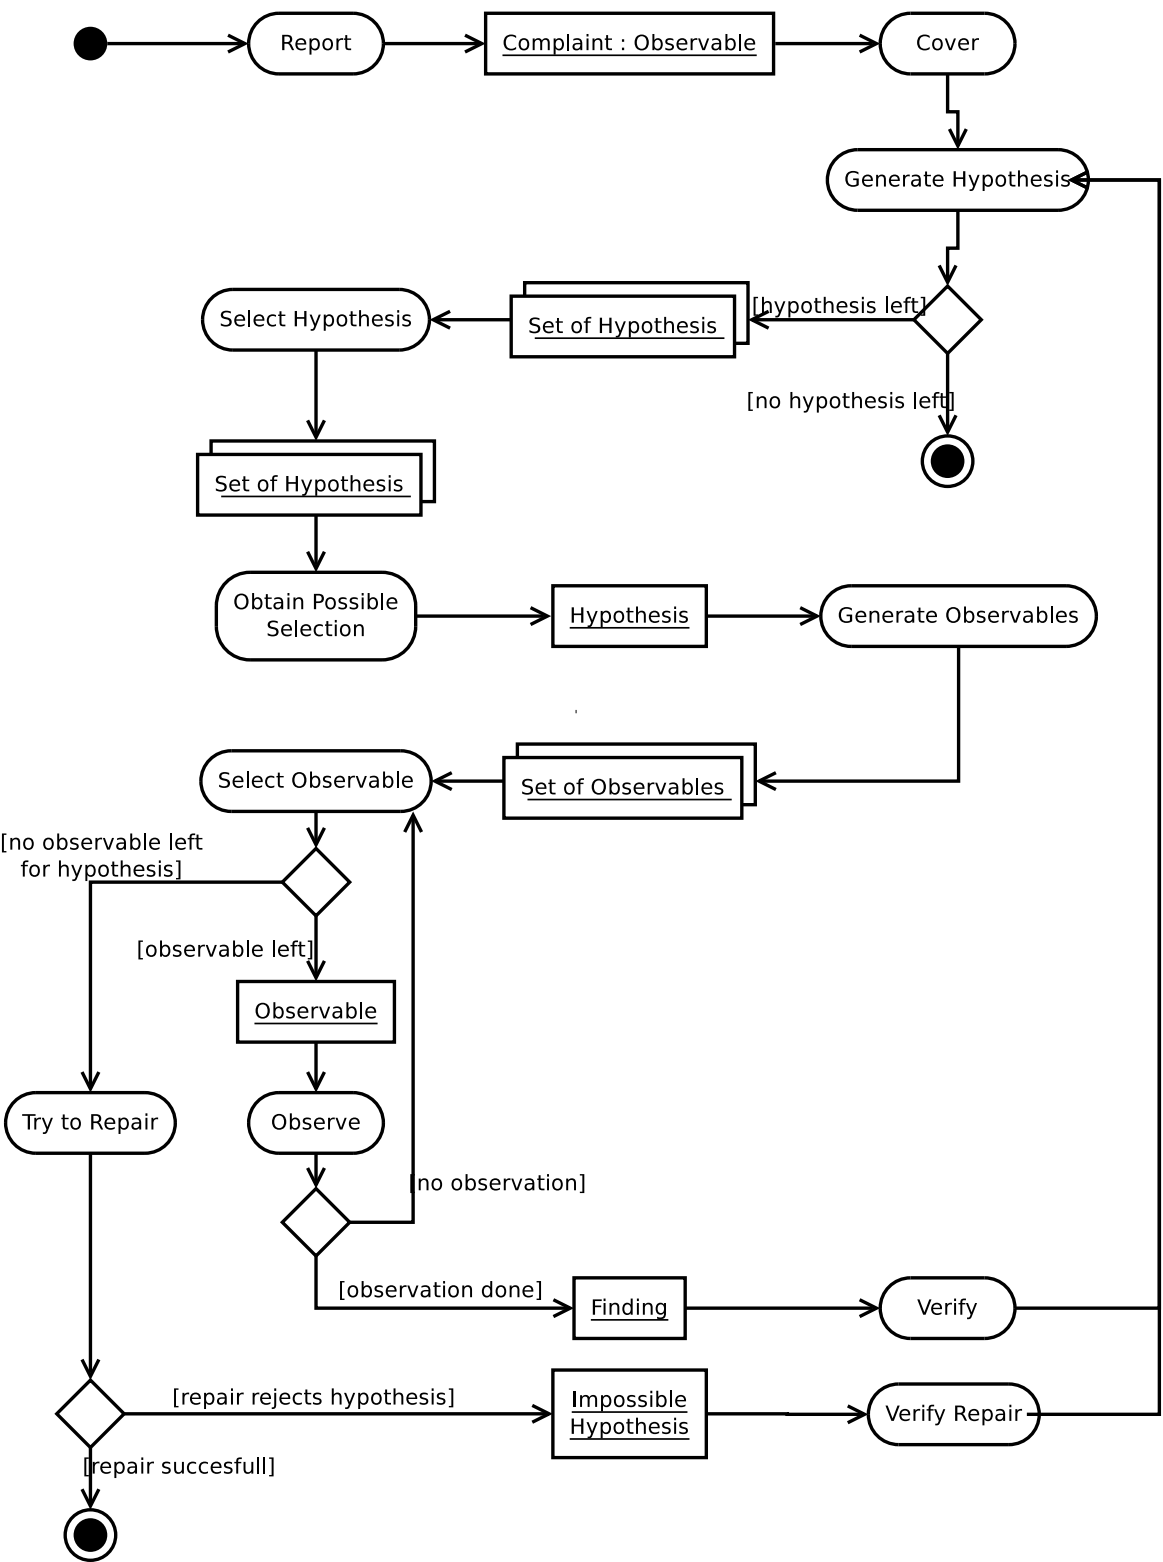 Report
Complaint : Observable
Cover
Generate Hypothesis
[hypothesis left]
Select Hypothesis
Set of Hypothesis
[no hypothesis left]
Set of Hypothesis
Obtain Possible
Selection
Hypothesis
Generate Observables
Select Observable
Set of Observables
[no observable left
for hypothesis]
[observable left]
Observable
Try to Repair
Observe
[no observation]
[observation done]
Finding
Verify
[repair rejects hypothesis]
Impossible
Hypothesis
Verify Repair
[repair succesfull]